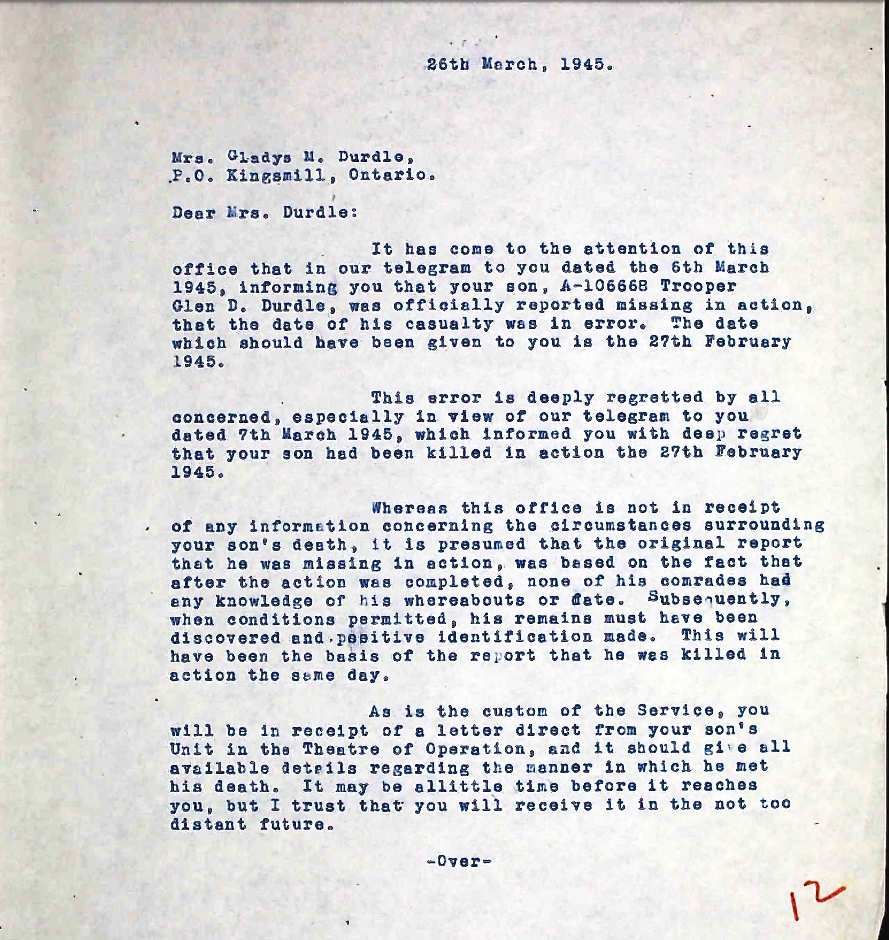 26th March, 1945.
Mrs. Gladys M. Durdle,
P.O. Kingsmill, Ontario.
Dear Mrs. Durdle:
It has come to the attention of this
office that in our telegram to you dated the 6th March
1945, informing you that your son, A-106668 Trooper
Glen D. Durdle, was officially reported missing in action,
that the date of his casualty was in error. The date
which should have been given to you is the 27th February
1945.
This error is deeply regretted by all
concerned, especially in view of our telegram to you
dated 7th March 1945, which informed you with deep regret
that your son had been killed in action the 27th February
1945.
Whereas this office is not in receipt
of any information concerning the circumstances surrounding
your son's death, it is presumed that the original report
that he was missing in action, was based on the fact that
after the action was completed, none of his comrades had
any knowledge of his whereabouts or fate. Subsequently,
when conditions permitted, his remains must have been
discovered and positive identification made. This will
have been the basis of the report that he was killed in
action the same day.
As is the custom of the Service, you
will be in receipt of a letter direct from your son's
Unit in the Theatre of Operation, and it should give all
available details regarding the manner in which he met
his death. It may be allittle time before it reaches
you, but I trust that you will receive it in the not too
distant future.
-Over-
12